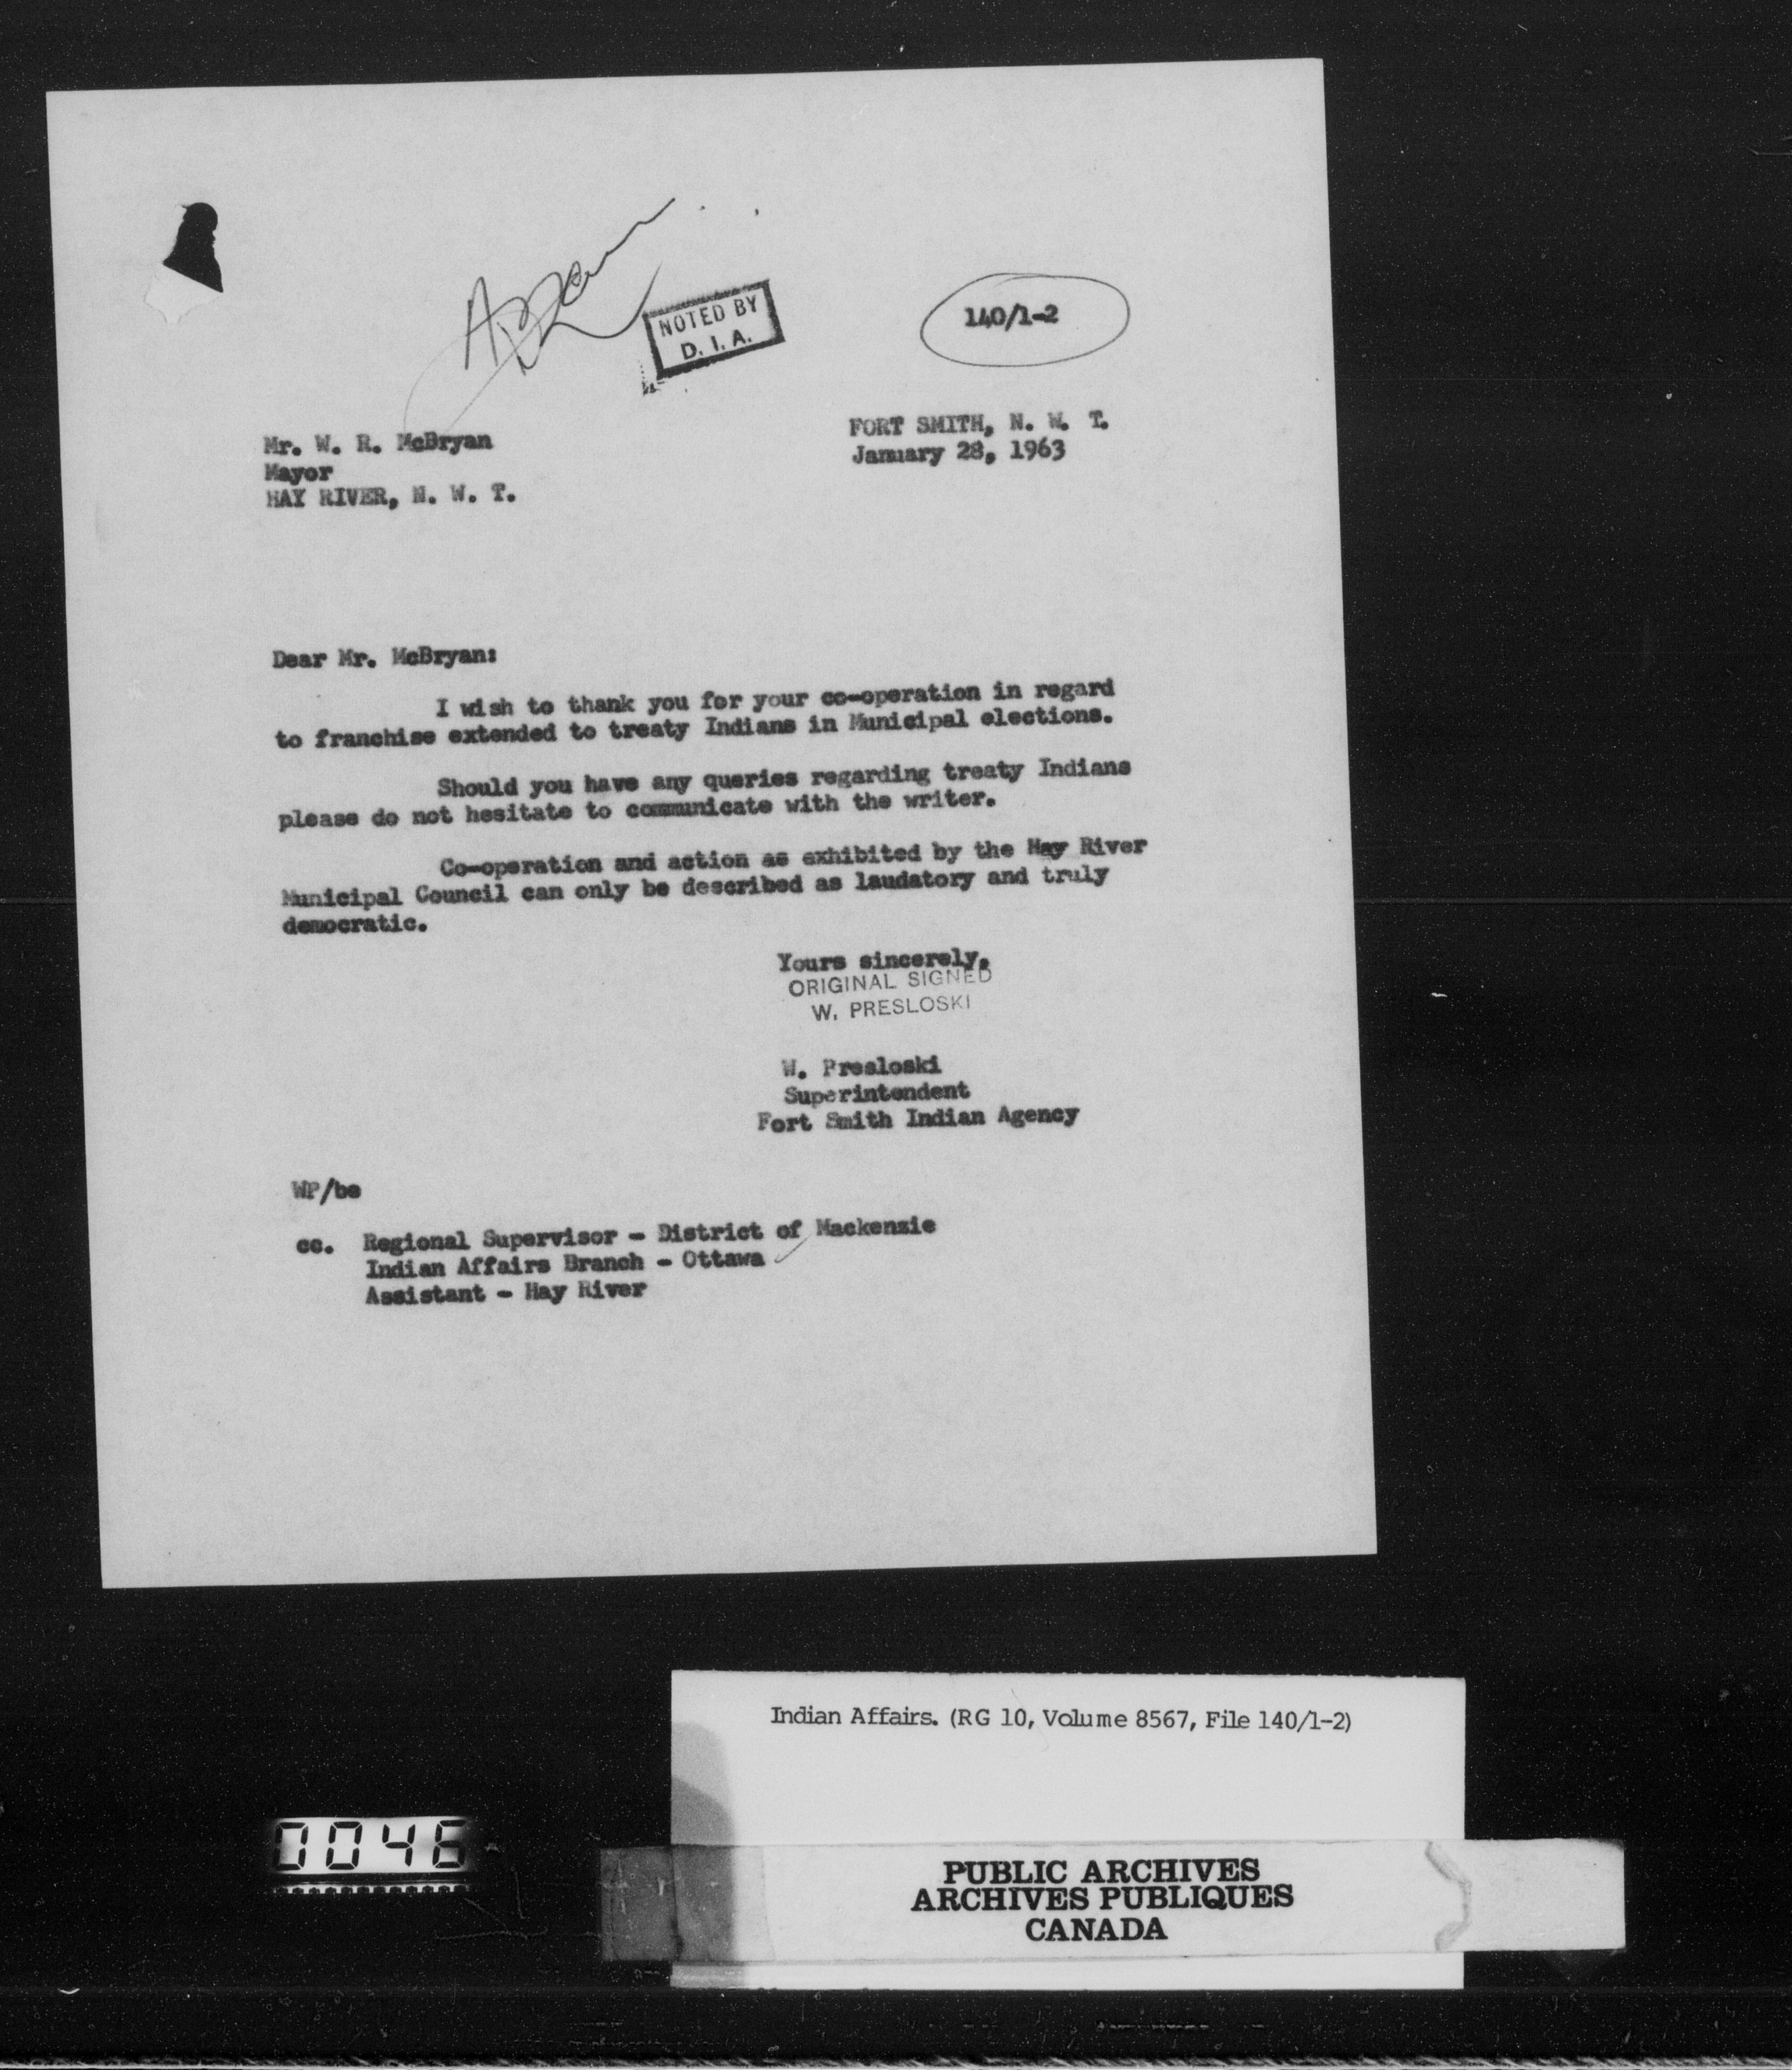 NOTED BY
D. I. A.
140/1-2
FORT SMITH, N. W. T.
January 28, 1963
Mr. W. R. McBryan
Mayor
HAY RIVER, N. W. T.
Dear Mr. McBryan:
I wish to thank you for your co-operation in regard
to franchise extended to treaty Indians in Municipal elections.
Should you have any queries regarding treaty Indians
please do not hesitate to communicate with the writer.
Co-operation and action as exhibited by the Hay River
Municipal Council can only be described as laudatory and truly
democratic.
Yours sincerely,
ORIGINAL SIGNED
W. PRESLOSKI
W. Presloski
Superintendent
Fort Smith Indian Agency
WP/be
cc. Regional Supervisor - District of Mackenzie
Indian Affairs Branch - Ottawa
Assistant - Hay River
Indian Affairs. (RG 10, Volume 8567, File 140/1-2)
0046
PUBLIC ARCHIVES
ARCHIVES PUBLIQUES
CANADA